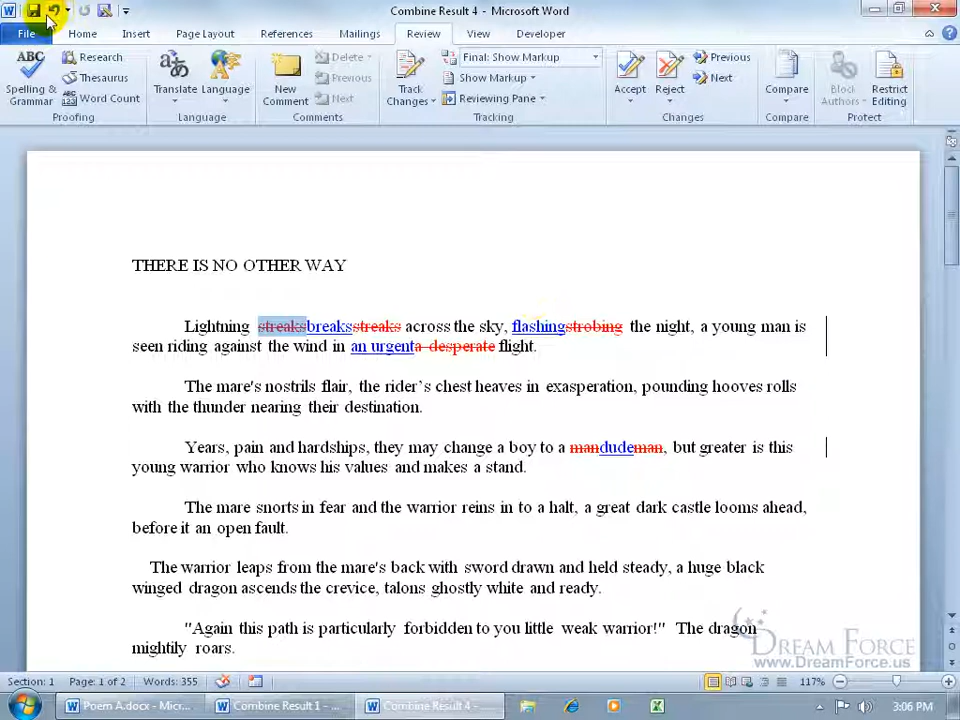 Combine Result 4 - Microsoft Word
File Home Insert Page Layout References Mailings Review View Developer
ABC Spelling & Grammar Research Thesaurus Word Count Proofing
Translate Language Language
New Comment Delete Previous Next Comments
Track Changes Final: Show Markup Show Markup Reviewing Pane Tracking
Accept Reject Previous Next Changes
Compare Compare
Block Authors Restrict Editing Protect
THERE IS NO OTHER WAY
Lightning streaksbreaksstreaks across the sky, flashingstrobing the night, a young man is
seen riding against the wind in an urgenta desperate flight.
The mare's nostrils flair, the rider's chest heaves in exasperation, pounding hooves rolls
with the thunder nearing their destination.
Years, pain and hardships, they may change a boy to a mandudeman, but greater is this
young warrior who knows his values and makes a stand.
The mare snorts in fear and the warrior reins in to a halt, a great dark castle looms ahead,
before it an open fault.
The warrior leaps from the mare's back with sword drawn and held steady, a huge black
winged dragon ascends the crevice, talons ghostly white and ready.
"Again this path is particularly forbidden to you little weak warrior!" The dragon
mightily roars.
DREAM FORCE
www.DreamForce.us
Section: 1 Page: 1 of 2 Words: 355 117%
Poem A.docx - Mic... Combine Result 1 - ... Combine Result 4 - ... 3:06 PM